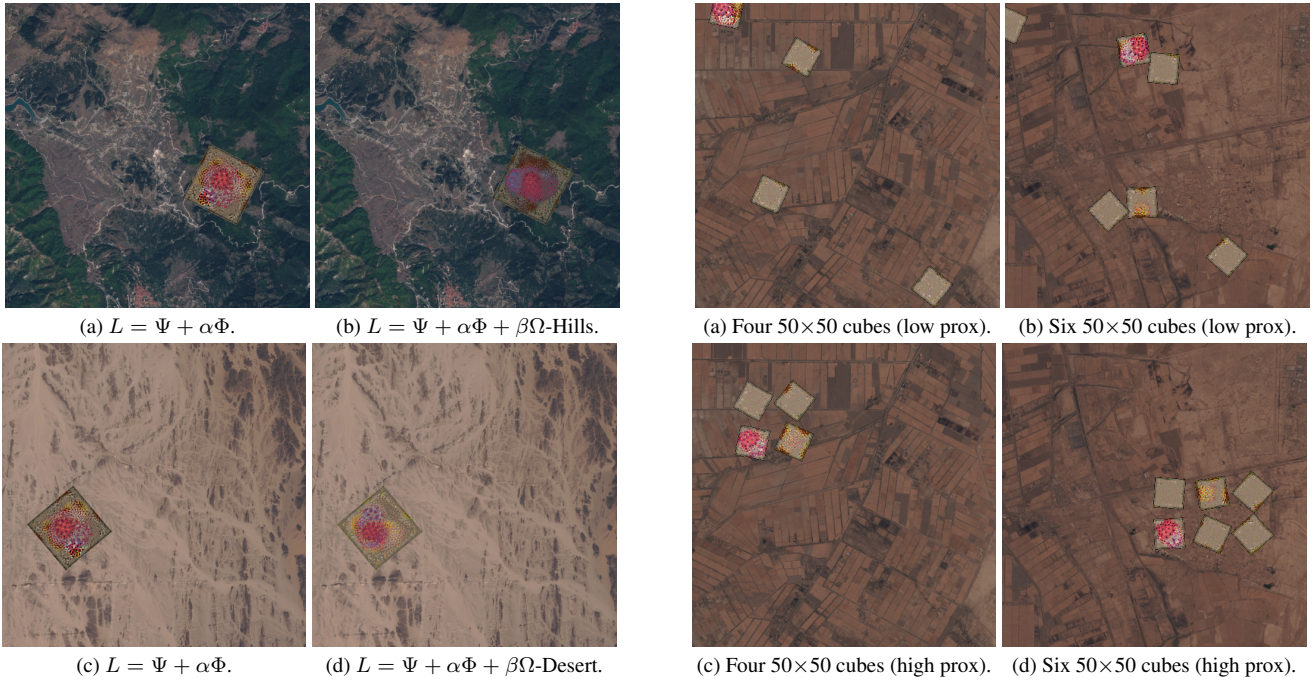 (a) L = Ψ + αΦ.
(b) L = Ψ + αΦ + βΩ-Hills.
(a) Four 50×50 cubes (low prox).
(b) Six 50×50 cubes (low prox).
(c) L = Ψ + αΦ.
(d) L = Ψ + αΦ + βΩ-Desert.
(c) Four 50×50 cubes (high prox).
(d) Six 50×50 cubes (high prox).